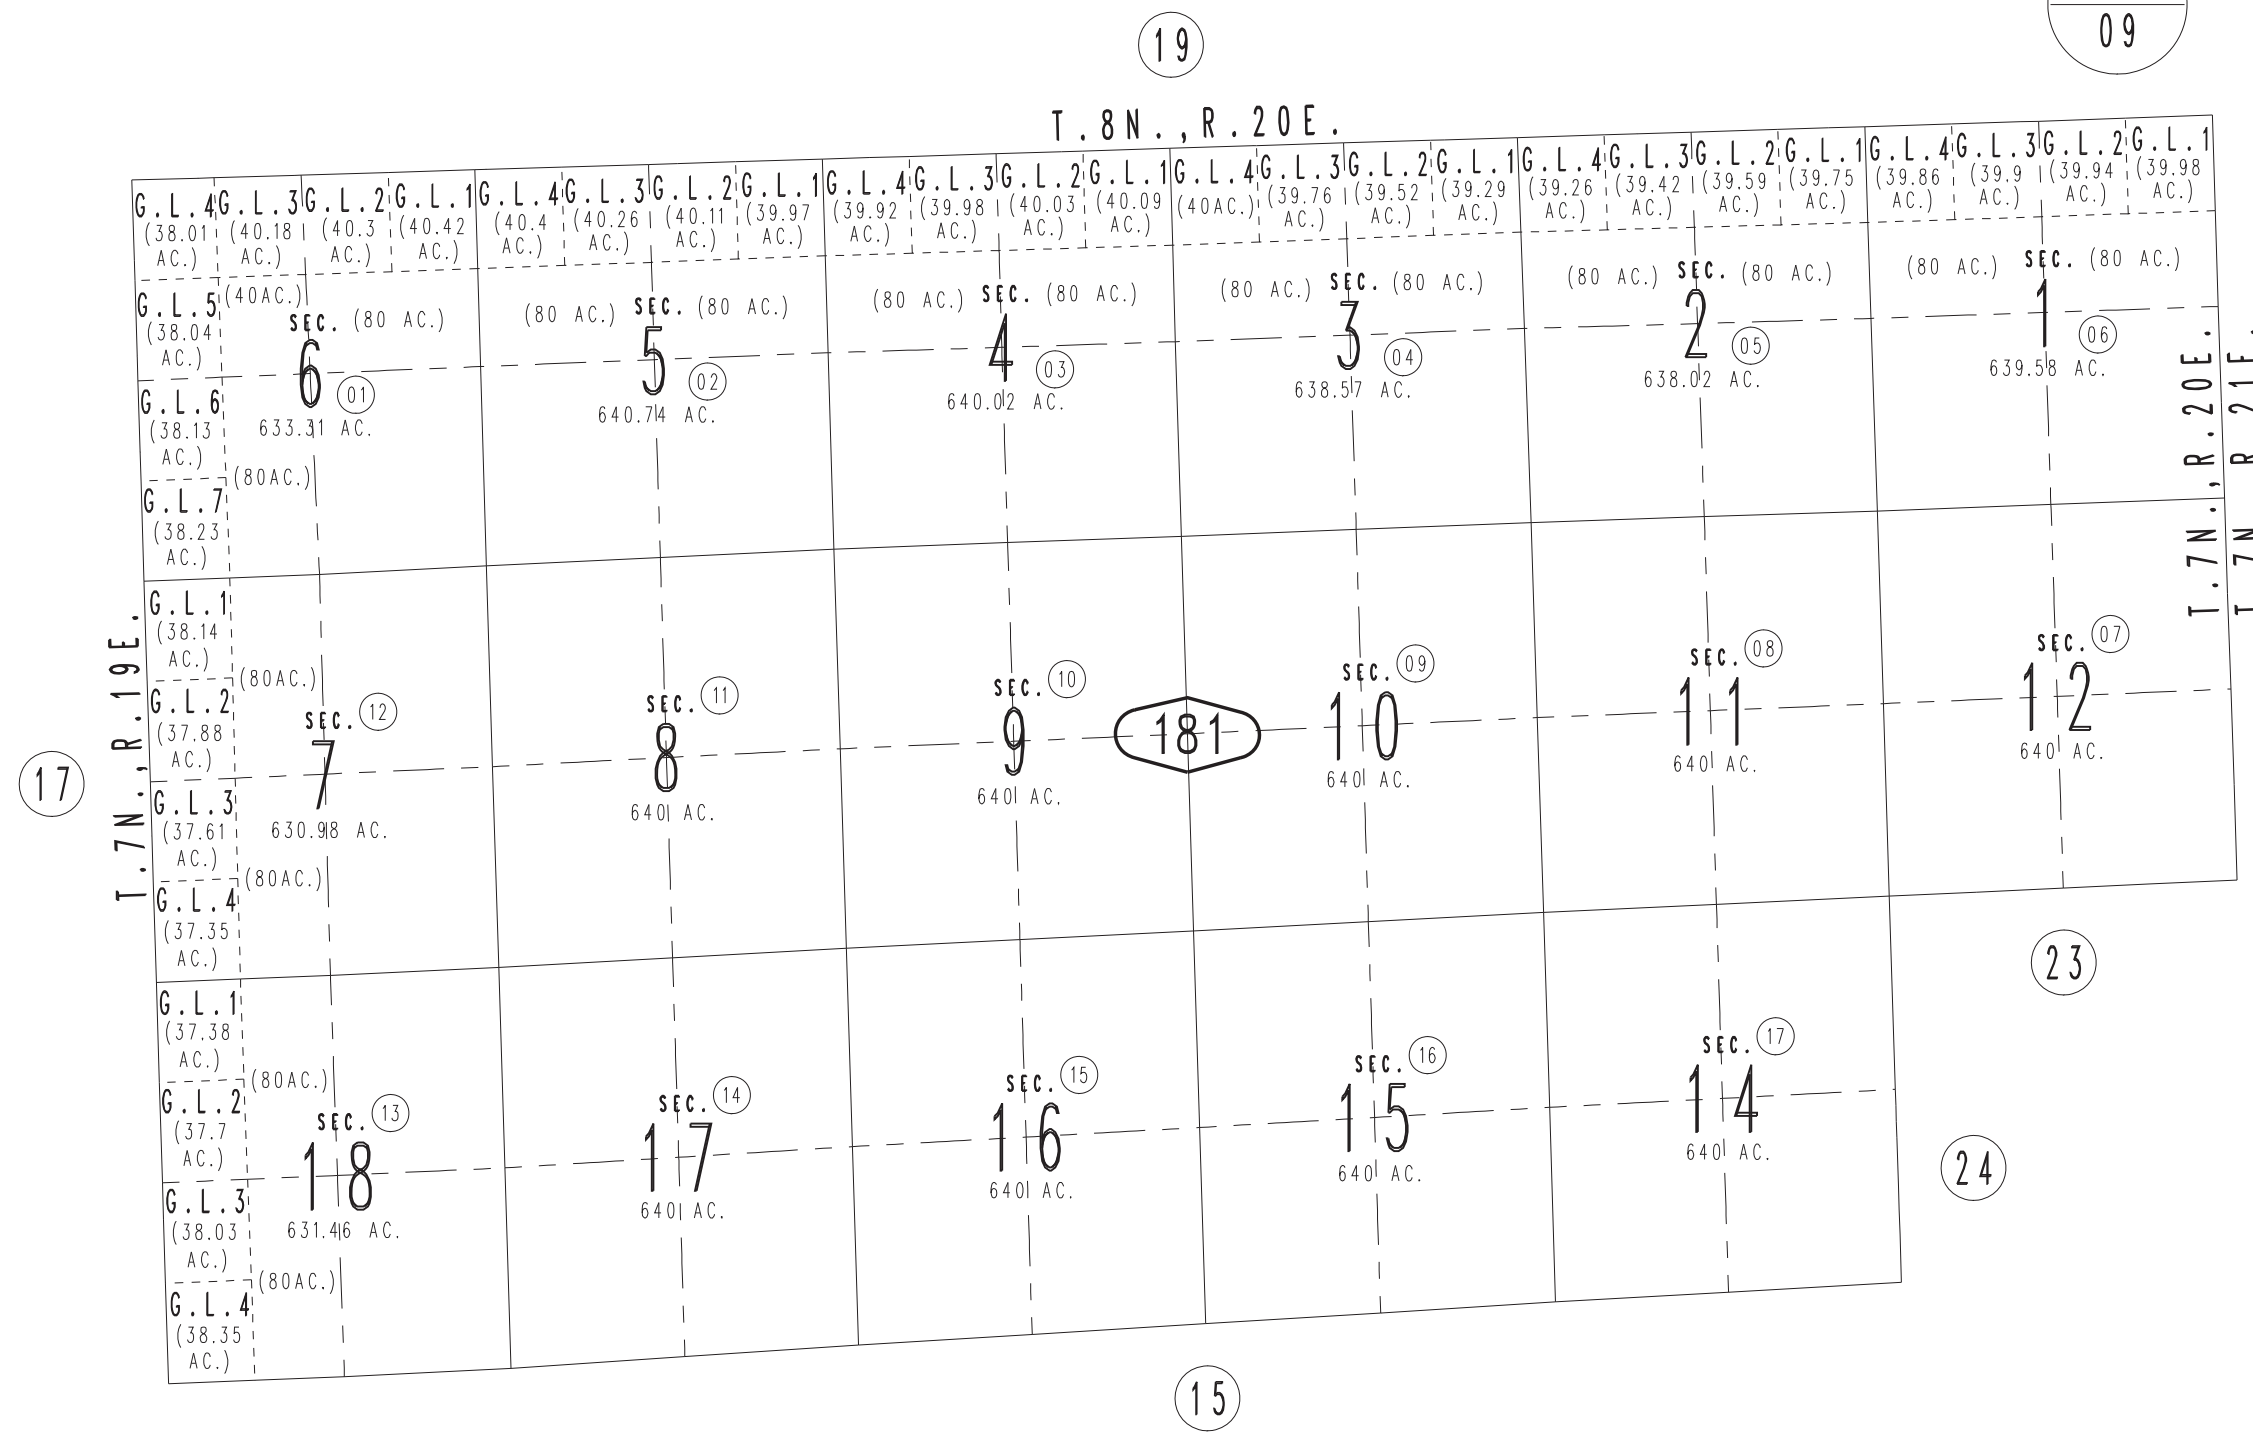 19
09
T.8N.,R.20E.
G.L.4 G.L.3 G.L.2 G.L.1 G.L.4 G.L.3 G.L.2 G.L.1 G.L.4 G.L.3 G.L.2 G.L.1 G.L.4 G.L.3 G.L.2 G.L.1 G.L.4 G.L.3 G.L.2 G.L.1 G.L.4 G.L.3 G.L.2 G.L.1
(38.01 AC.) (40.18 AC.) (40.3 AC.) (40.42 AC.) (40.4 AC.) (40.26 AC.) (40.11 AC.) (39.97 AC.) (39.92 AC.) (39.98 AC.) (40.03 AC.) (40.09 AC.) (40AC.) (39.76 AC.) (39.52 AC.) (39.29 AC.) (39.26 AC.) (39.42 AC.) (39.59 AC.) (39.75 AC.) (39.86 AC.) (39.9 AC.) (39.94 AC.) (39.98 AC.)
G.L.5
(38.04
AC.)
(40AC.)
SEC. (80 AC.)
6 01
633.31 AC.
(80 AC.) SEC. (80 AC.)
5 02
640.74 AC.
(80 AC.) SEC. (80 AC.)
4 03
640.02 AC.
(80 AC.) SEC. (80 AC.)
3 04
638.57 AC.
(80 AC.) SEC. (80 AC.)
2 05
638.02 AC.
(80 AC.) SEC. (80 AC.)
1 06
639.58 AC.
G.L.6
(38.13
AC.)
(80AC.)
G.L.7
(38.23
AC.)
T.7N.,R.20E.
T.7N R 21E.
T.7N.,R.19E.
17
G.L.1
(38.14
AC.)
(80AC.)
G.L.2
(37.88
AC.)
SEC. 12
7
630.98 AC.
SEC. 11
8
640 AC.
SEC. 10
9
640 AC.
181
SEC. 09
10
640 AC.
SEC. 08
11
640 AC.
SEC. 07
12
640 AC.
G.L.3
(37.61
AC.)
(80AC.)
G.L.4
(37.35
AC.)
G.L.1
(37.38
AC.)
(80AC.)
G.L.2
(37.7
AC.)
SEC. 13
18
631.46 AC.
SEC. 14
17
640 AC.
SEC. 15
16
640 AC.
SEC. 16
15
640 AC.
SEC. 17
14
640 AC.
23
24
G.L.3
(38.03
AC.)
(80AC.)
G.L.4
(38.35
AC.)
15